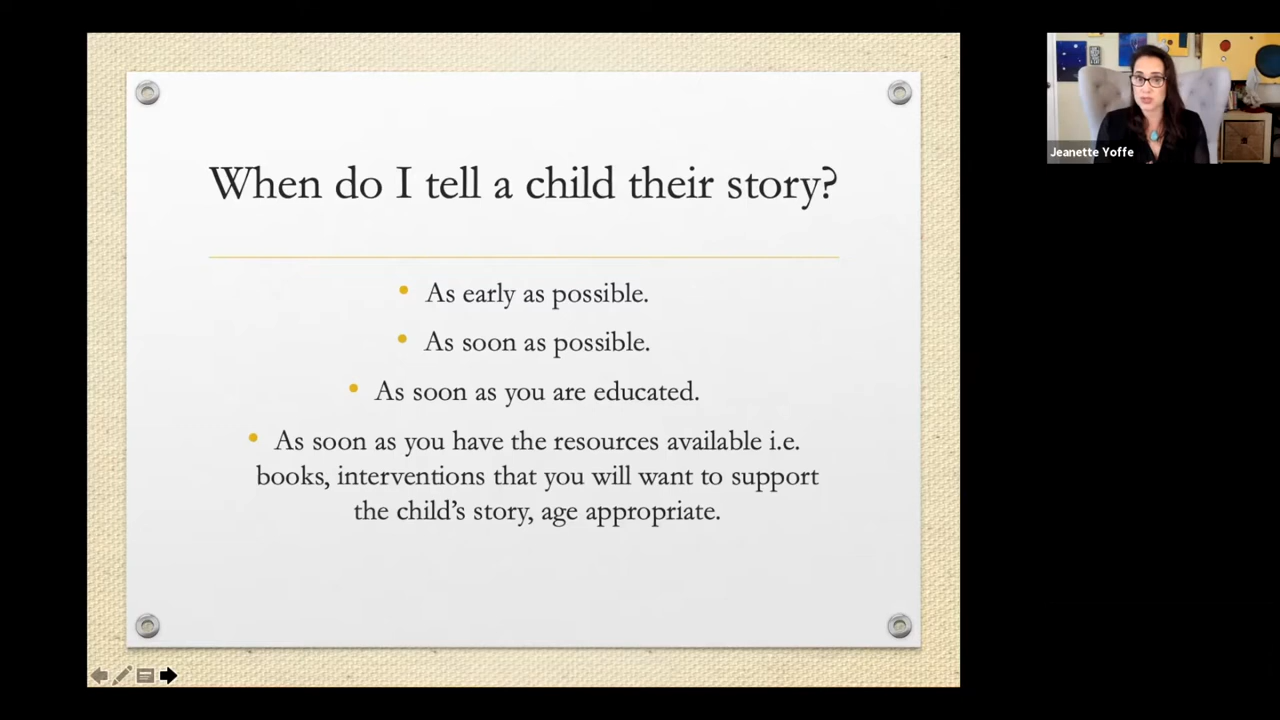 When do I tell a child their story?
• As early as possible.
• As soon as possible.
• As soon as you are educated.
• As soon as you have the resources available i.e.
books, interventions that you will want to support
the child’s story, age appropriate.
Jeanette Yoffe